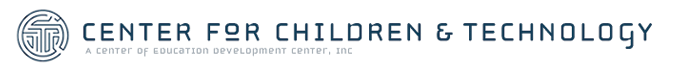 CENTER FOR CHILDREN & TECHNOLOGY
A CENTER OF EDUCATION DEVELOPMENT CENTER, INC